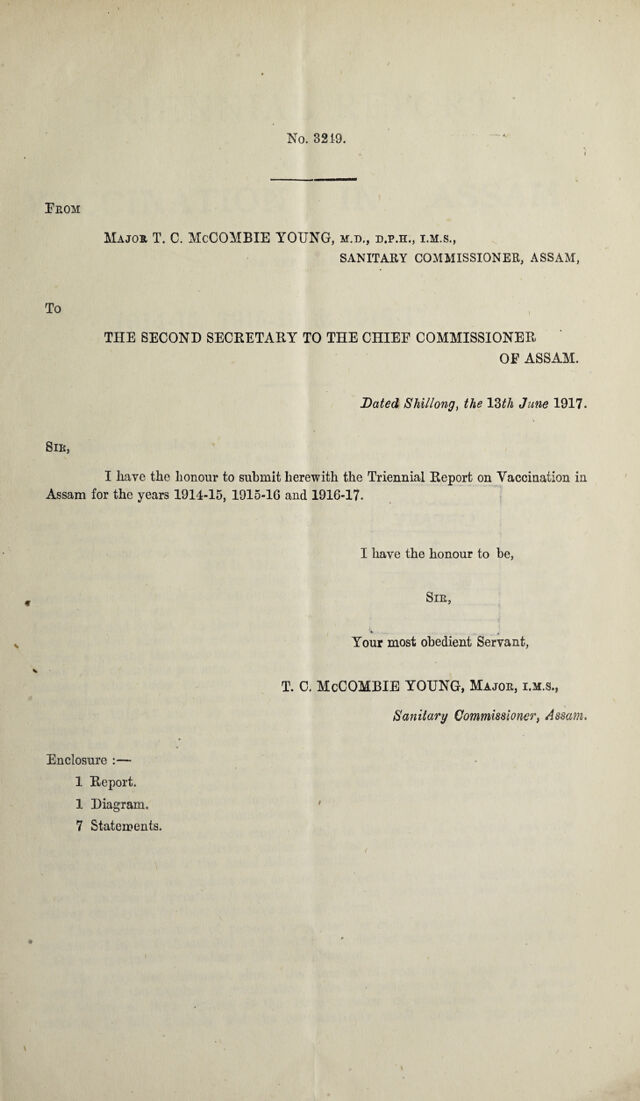 No. 3219.
FROM
MAJOR T. C. McCOMBIE YOUNG, M.D., D.P.H., I.M.S.,
SANITARY COMMISSIONER, ASSAM,
To
THE SECOND SECRETARY TO THE CHIEF COMMISSIONER
OF ASSAM.
Dated Shillong, the 13th June 1917.
SIR,
I have the honour to submit herewith the Triennial Report on Vaccination in
Assam for the years 1914-15, 1915-16 and 1916-17.
I have the honour to be,
SIR,
Your most obedient Servant,
T. C. McCOMBIE YOUNG, MAJOR, I.M.S.,
Sanitary Commissioner, Assam.
Enclosure :—
1 Report.
1 Diagram.
7 Statements.